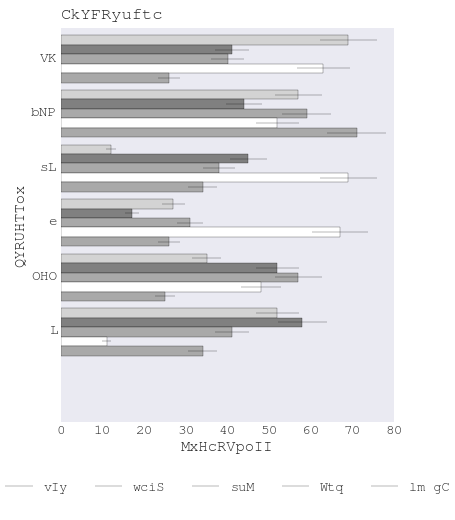 CkYFRyuftc
VK
bNP
sL
e
OHO
L
QYRUHTTox
0 10 20 30 40 50 60 70 80
MxHcRVpoII
vIy wciS suM Wtq lm gC